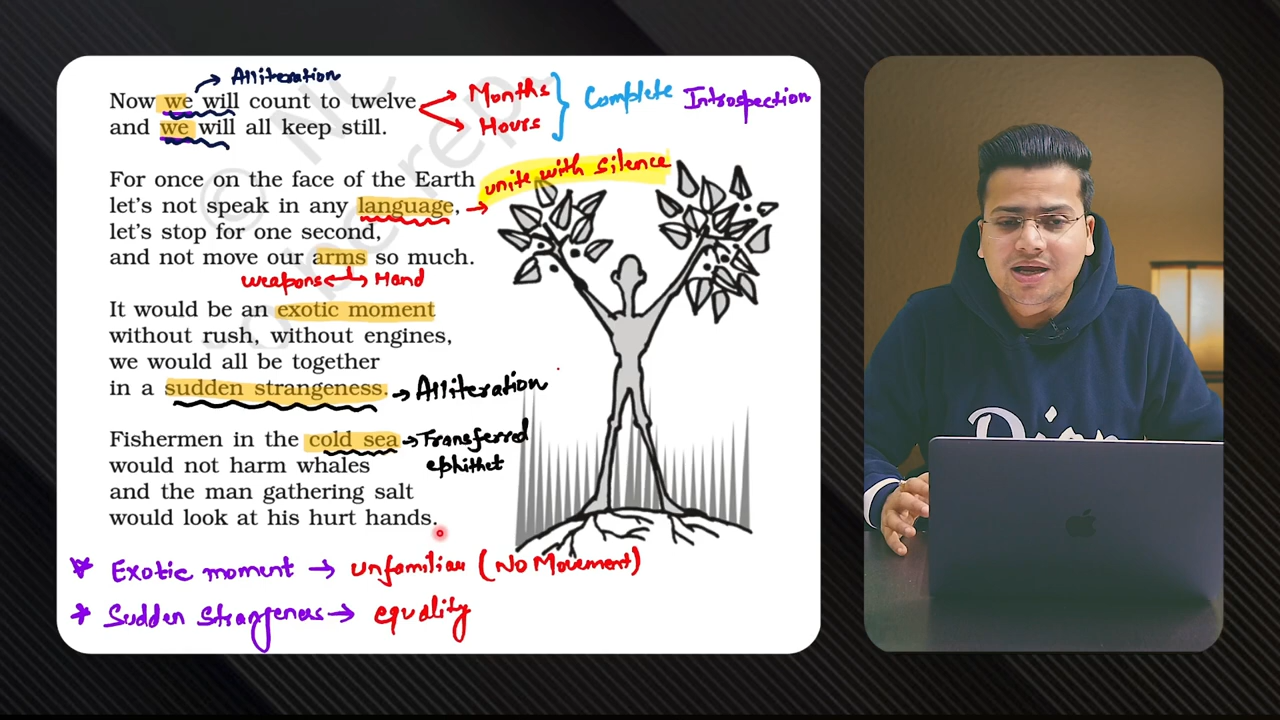 Alliteration
Now we will count to twelve
Months
Hours
Complete Introspection
and we will all keep still.
For once on the face of the Earth
unite with silence
let's not speak in any language,
let's stop for one second,
and not move our arms so much.
weapons Hand
It would be an exotic moment
without rush, without engines,
we would all be together
in a sudden strangeness. → Alliteration
Fishermen in the cold sea → Transferred
ephithet
would not harm whales
and the man gathering salt
would look at his hurt hands.
* Exotic moment → unfamiliar (No Movement)
* Sudden Strangeness → equality